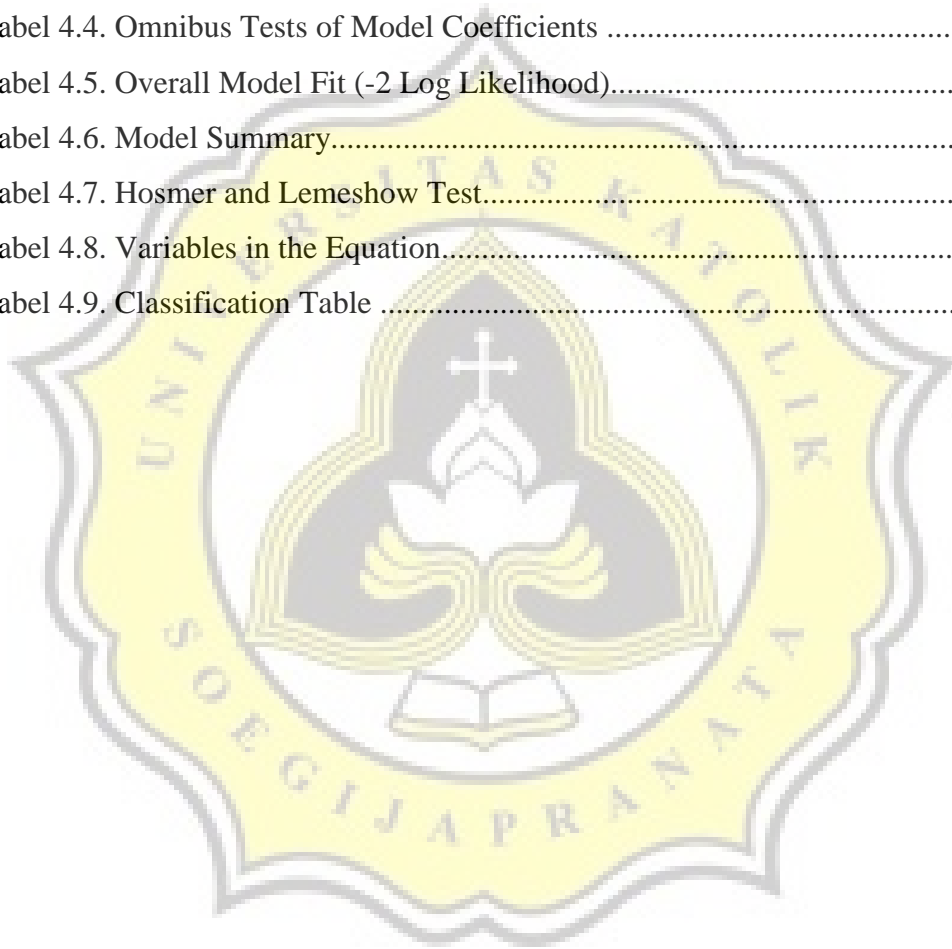 abel 4.4. Omnibus Tests of Model Coefficients ....................................................
abel 4.5. Overall Model Fit (-2 Log Likelihood)....................................................
abel 4.6. Model Summary....................................................................................
abel 4.7. Hosmer and Lemeshow Test.................................................................
abel 4.8. Variables in the Equation.......................................................................
abel 4.9. Classification Table ..............................................................................
UNIVERSITAS KATOLIK
SOEGIJAPRANATA